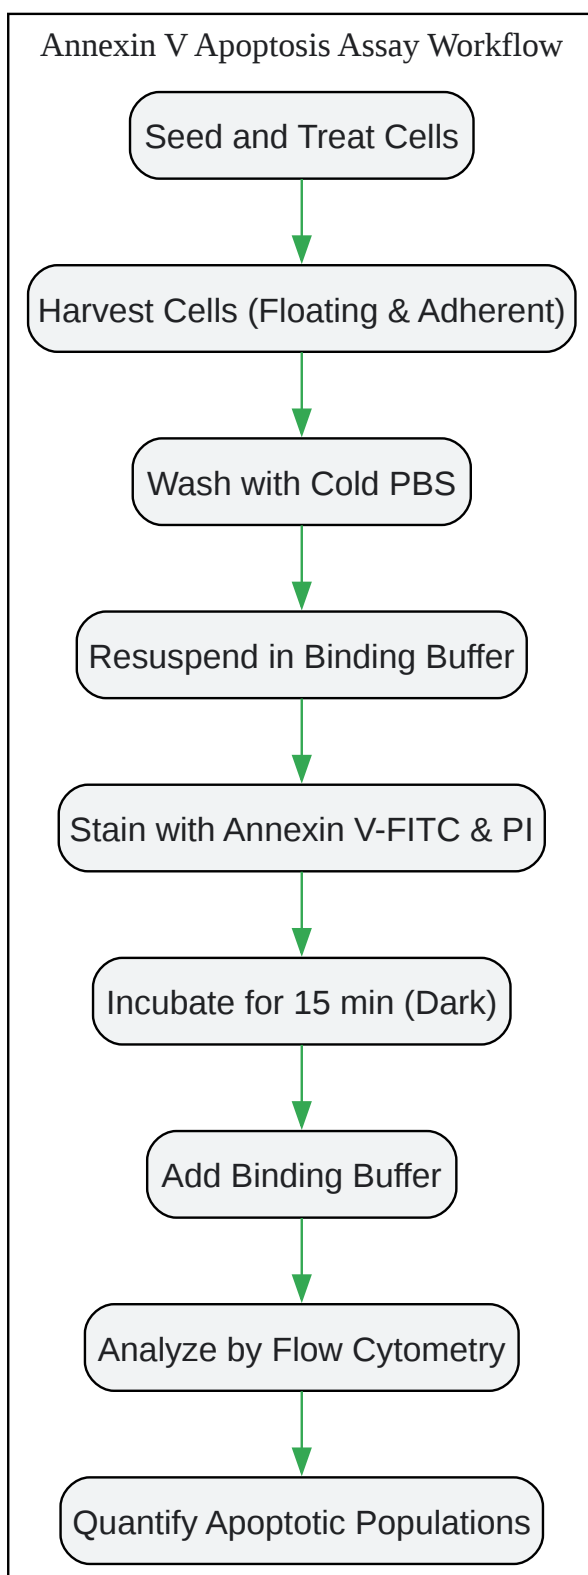 Annexin V Apoptosis Assay Workflow
Seed and Treat Cells
Harvest Cells (Floating & Adherent)
Wash with Cold PBS
Resuspend in Binding Buffer
Stain with Annexin V-FITC & PI
Incubate for 15 min (Dark)
Add Binding Buffer
Analyze by Flow Cytometry
Quantify Apoptotic Populations